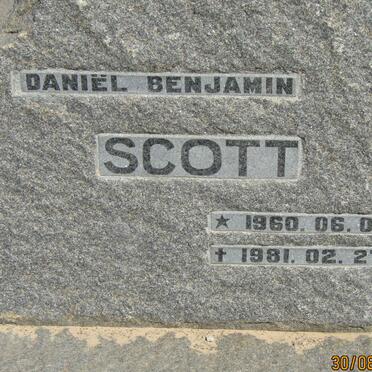 DANIËL BENJAMIN
SCOTT
★ 1960. 06. 0
✝ 1981. 02. 2
30/08